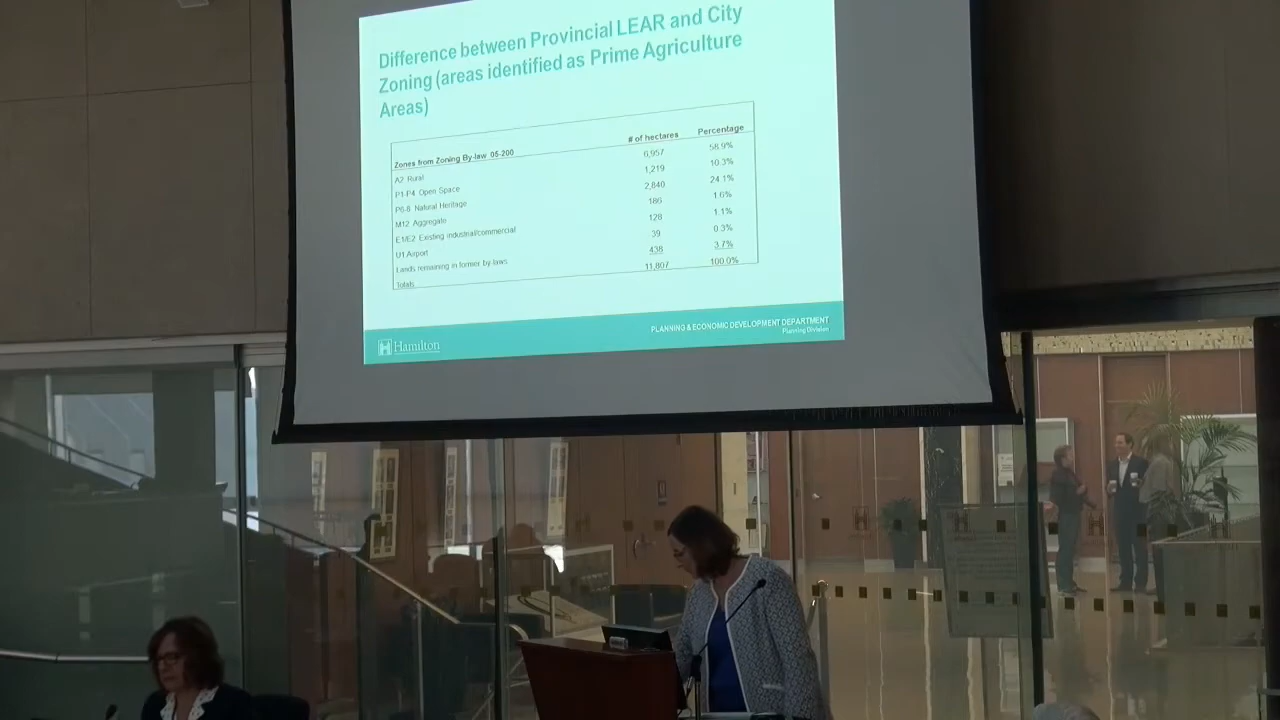 Difference between Provincial LEAR and City
Zoning (areas identified as Prime Agriculture
Areas)
Zones from Zoning By-law 05-200 # of hectares Percentage
A2 Rural 6,957 58.9%
P1-P4 Open Space 1,219 10.3%
P6-8 Natural Heritage 2,840 24.1%
M12 Aggregate 186 1.6%
E1/E2 Existing industrial/commercial 128 1.1%
U1 Airport 39 0.3%
Lands remaining in former by-laws 438 3.7%
Totals 11,807 100.0%
PLANNING & ECONOMIC DEVELOPMENT DEPARTMENT
Planning Division
Hamilton